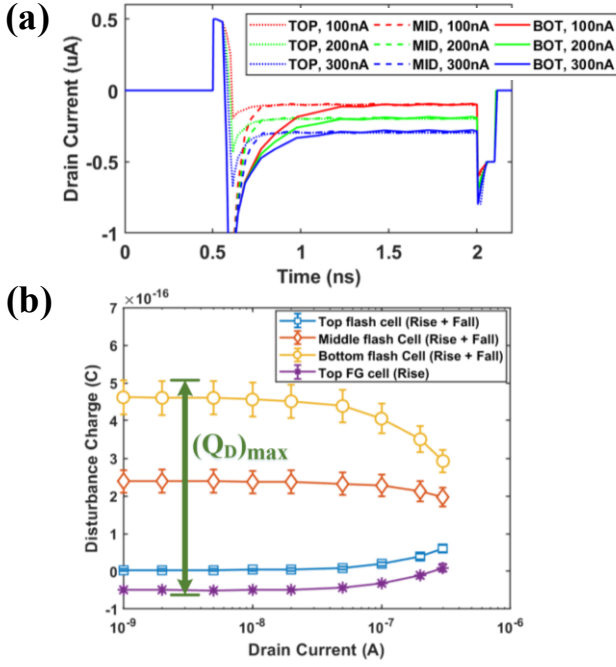 (a)
0.5
0
-0.5
-1
Drain Current (uA)
TOP, 100nA MID, 100nA BOT, 100nA
TOP, 200nA MID, 200nA BOT, 200nA
TOP, 300nA MID, 300nA BOT, 300nA
0 0.5 1 1.5 2
Time (ns)
(b)
×10⁻¹⁶
7
6
5
4
3
2
1
0
-1
Disturbance Charge (C)
Top flash cell (Rise + Fall)
Middle flash Cell (Rise + Fall)
Bottom flash Cell (Rise + Fall)
Top FG cell (Rise)
(Q_D)max
10⁻⁹ 10⁻⁸ 10⁻⁷ 10⁻⁶
Drain Current (A)